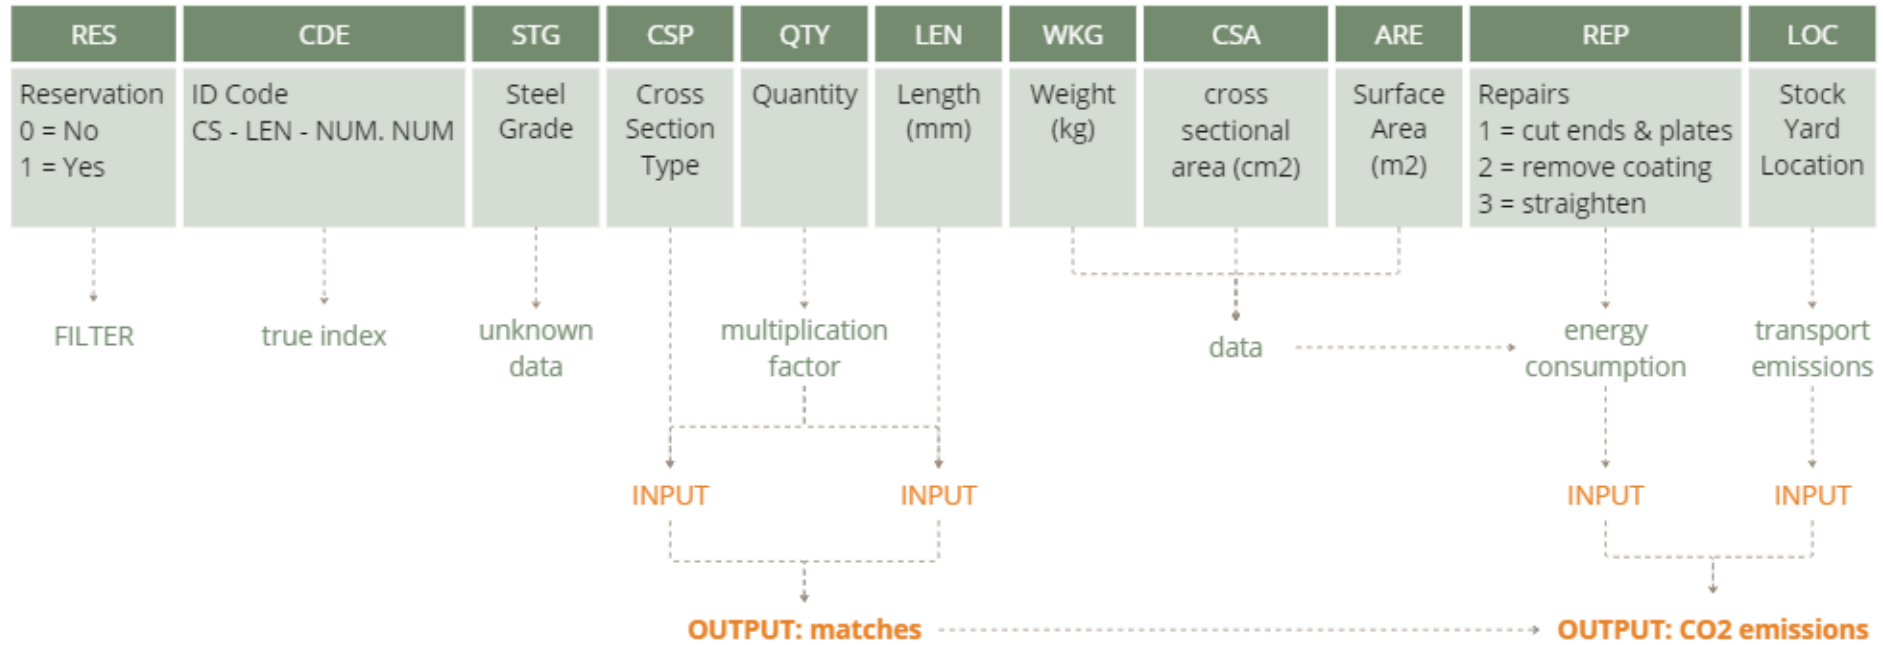 RES
CDE
STG
CSP
QTY
LEN
WKG
CSA
ARE
REP
LOC
Reservation
0 = No
1 = Yes
ID Code
CS - LEN - NUM. NUM
Steel
Grade
Cross
Section
Type
Quantity
Length
(mm)
Weight
(kg)
cross
sectional
area (cm2)
Surface
Area
(m2)
Repairs
1 = cut ends & plates
2 = remove coating
3 = straighten
Stock
Yard
Location
FILTER
true index
unknown
data
multiplication
factor
data
energy
consumption
transport
emissions
INPUT
INPUT
INPUT
INPUT
OUTPUT: matches
OUTPUT: CO2 emissions